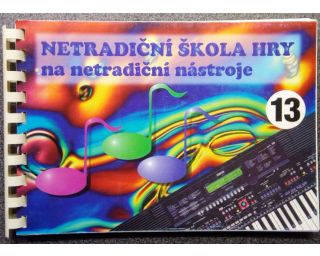 NETRADIČNÍ ŠKOLA HRY
na netradiční nástroje
13